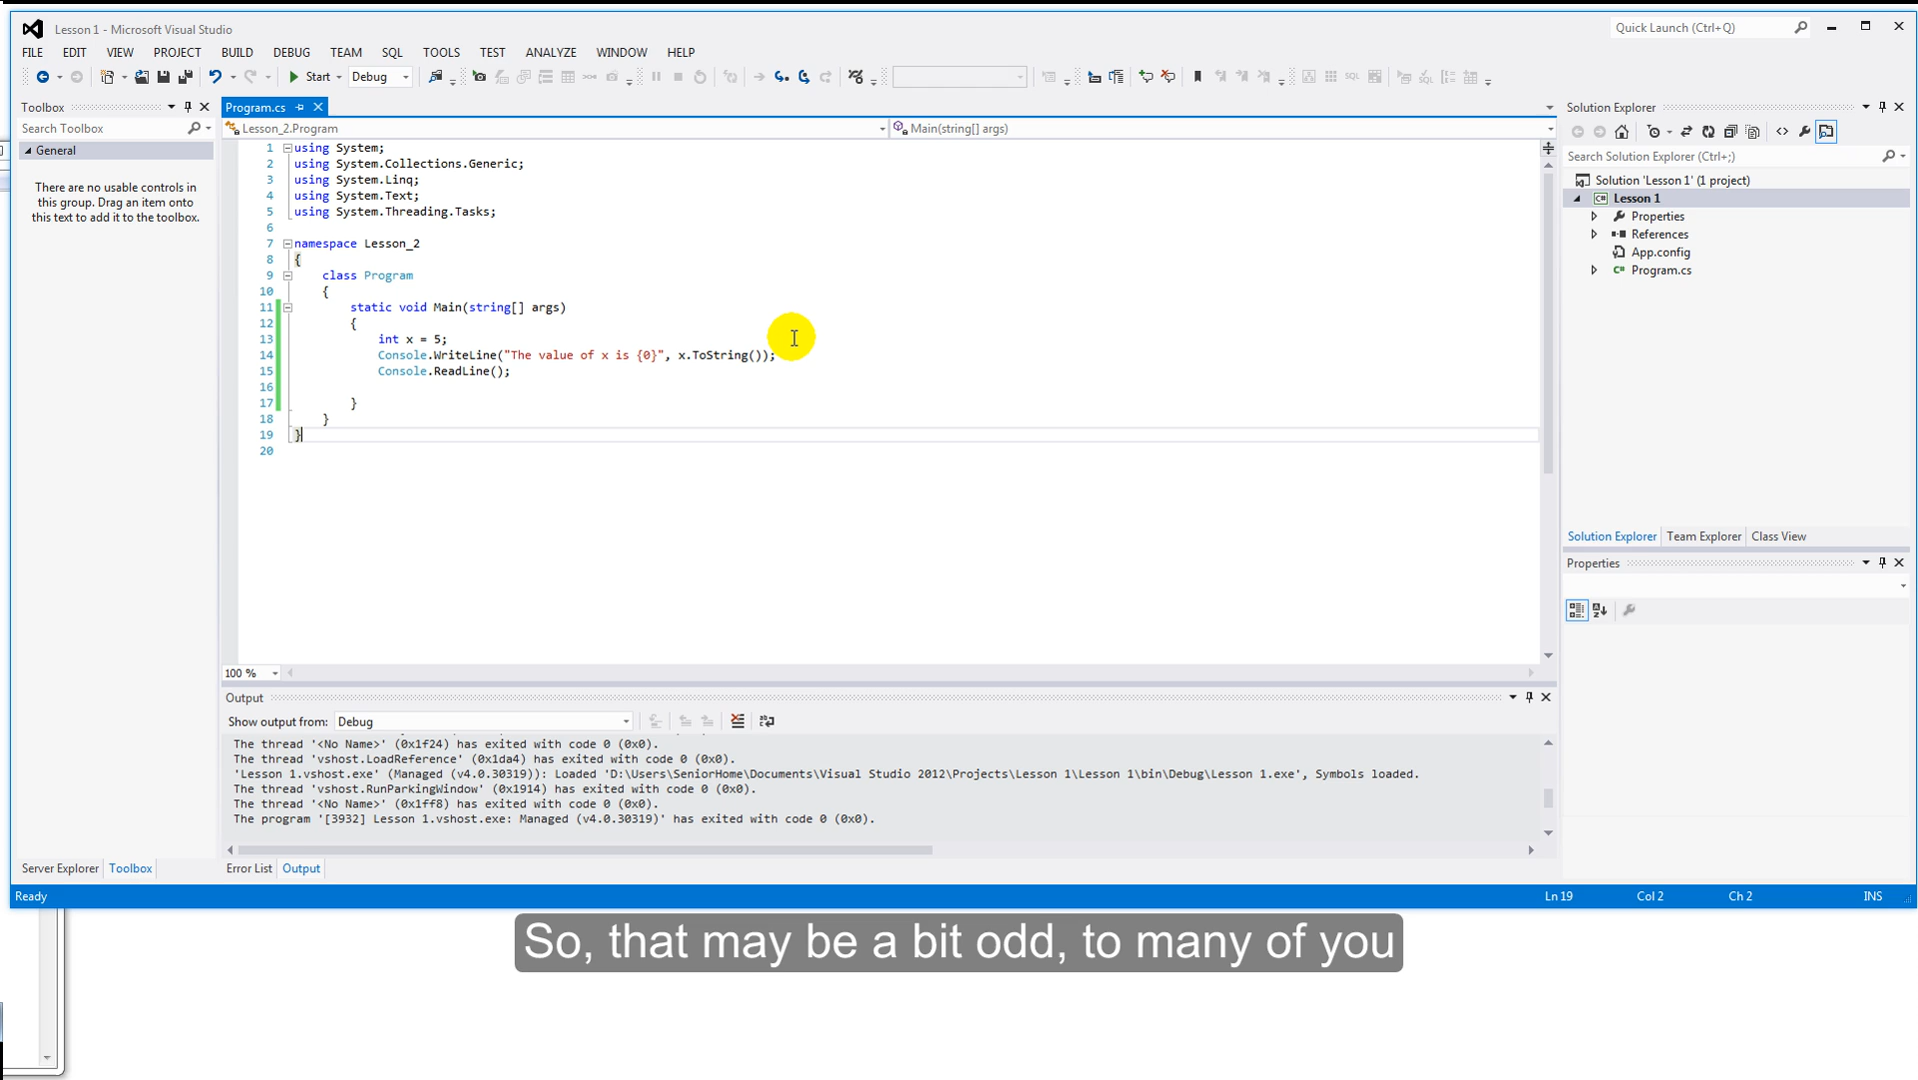 Lesson 1 - Microsoft Visual Studio
Quick Launch (Ctrl+Q)
FILE EDIT VIEW PROJECT BUILD DEBUG TEAM SQL TOOLS TEST ANALYZE WINDOW HELP
Start Debug
Toolbox
Search Toolbox
General
There are no usable controls in
this group. Drag an item onto
this text to add it to the toolbox.
Server Explorer Toolbox
Program.cs
Lesson_2.Program Main(string[] args)
1 using System;
2 using System.Collections.Generic;
3 using System.Linq;
4 using System.Text;
5 using System.Threading.Tasks;
6
7 namespace Lesson_2
8 {
9 class Program
10 {
11 static void Main(string[] args)
12 {
13 int x = 5;
14 Console.WriteLine("The value of x is {0}", x.ToString());
15 Console.ReadLine();
16
17 }
18 }
19 }
20
100 %
Output
Show output from: Debug
The thread '<No Name>' (0x1f24) has exited with code 0 (0x0).
The thread 'vshost.LoadReference' (0x1da4) has exited with code 0 (0x0).
'Lesson 1.vshost.exe' (Managed (v4.0.30319)): Loaded 'D:\Users\SeniorHome\Documents\Visual Studio 2012\Projects\Lesson 1\Lesson 1\bin\Debug\Lesson 1.exe', Symbols loaded.
The thread 'vshost.RunParkingWindow' (0x1914) has exited with code 0 (0x0).
The thread '<No Name>' (0x1ff8) has exited with code 0 (0x0).
The program '[3932] Lesson 1.vshost.exe: Managed (v4.0.30319)' has exited with code 0 (0x0).
Error List Output
Solution Explorer
Search Solution Explorer (Ctrl+;)
Solution 'Lesson 1' (1 project)
Lesson 1
Properties
References
App.config
Program.cs
Solution Explorer Team Explorer Class View
Properties
Ready Ln 19 Col 2 Ch 2 INS
So, that may be a bit odd, to many of you